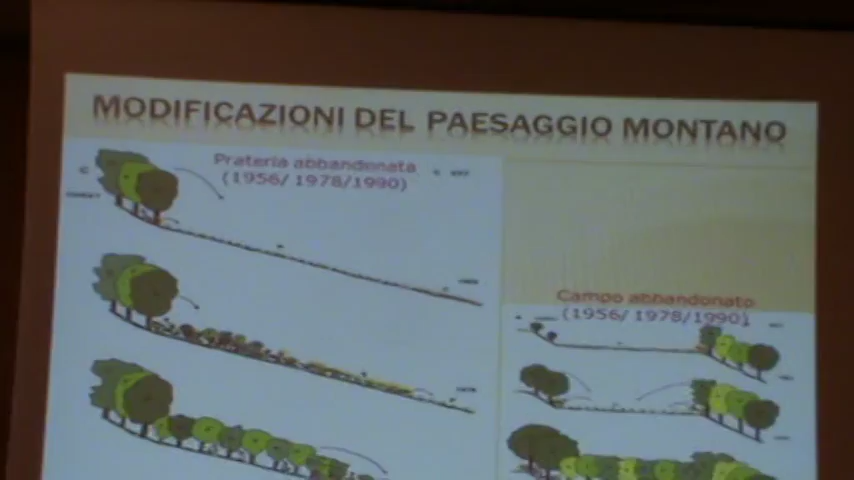 MODIFICAZIONI DEL PAESAGGIO MONTANO
Prateria abbandonata
(1956/ 1978/1990)
Campo abbandonato
(1956/ 1978/1990)